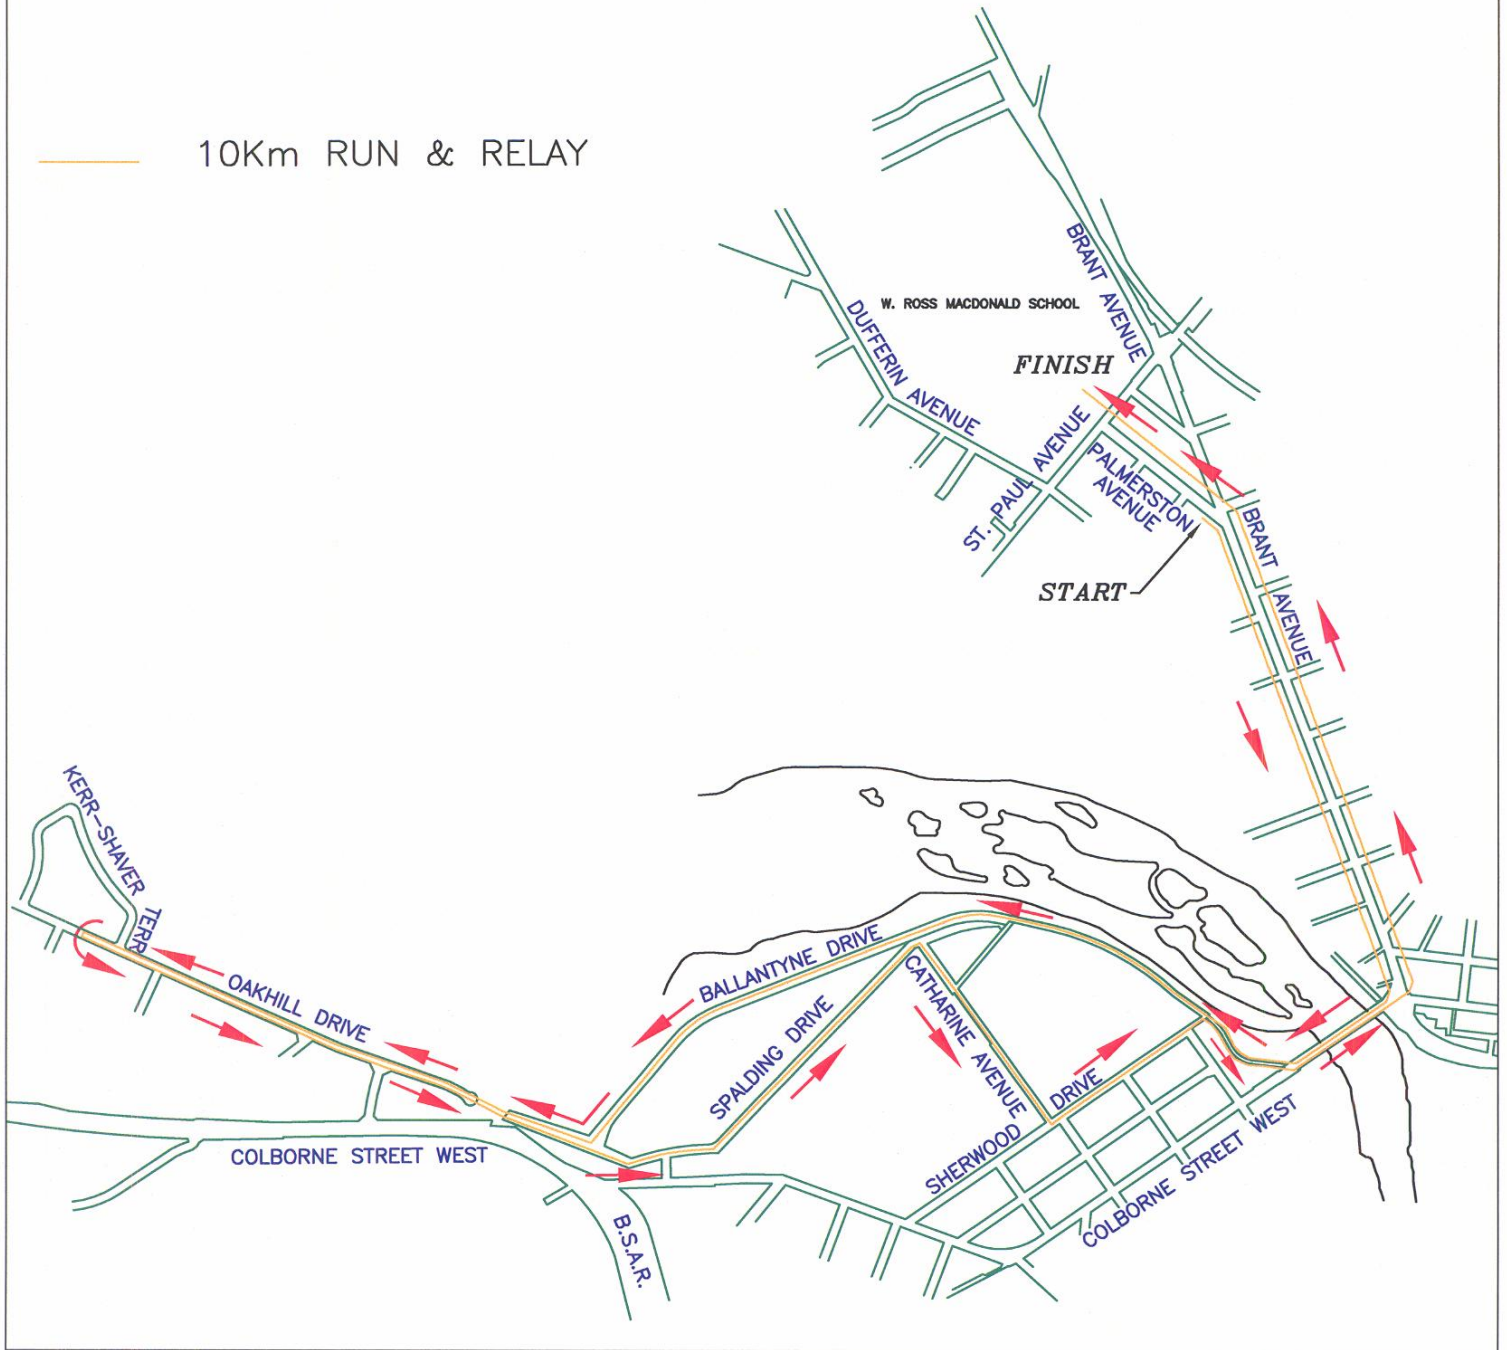 10Km RUN & RELAY
BRANT AVENUE
W. ROSS MACDONALD SCHOOL
DUFFERIN AVENUE
FINISH
ST. PAUL AVENUE
PALMERSTON
AVENUE
START
BRANT AVENUE
KERR-SHAVER TERR
OAKHILL DRIVE
BALLANTYNE DRIVE
CATHARINE AVENUE
SPALDING DRIVE
SHERWOOD DRIVE
COLBORNE STREET WEST
COLBORNE STREET WEST
B.S.A.R.